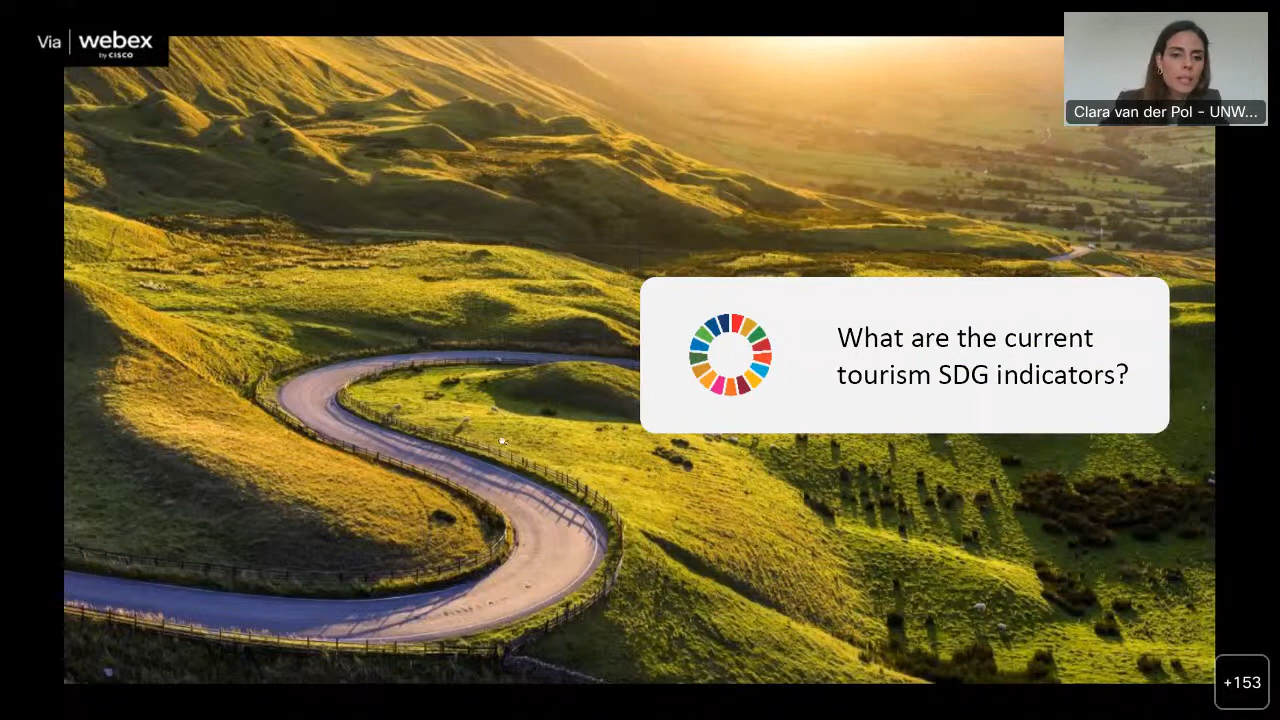 Via webex
by CISCO
Clara van der Pol - UNW...
What are the current
tourism SDG indicators?
+153